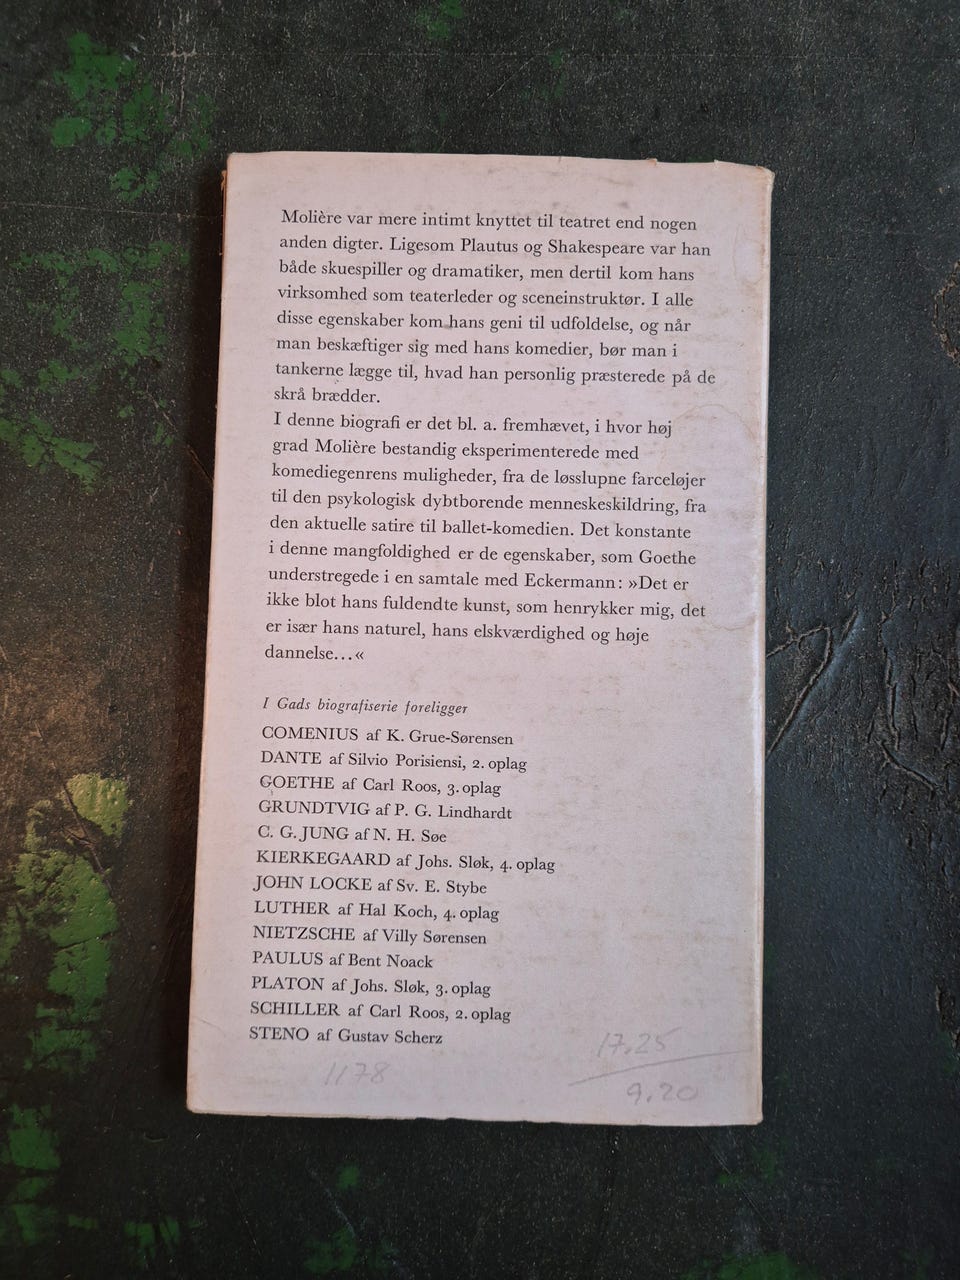 Molière var mere intimt knyttet til teatret end nogen
anden digter. Ligesom Plautus og Shakespeare var han
både skuespiller og dramatiker, men dertil kom hans
virksomhed som teaterleder og sceneinstruktør. I alle
disse egenskaber kom hans geni til udfoldelse, og når
man beskæftiger sig med hans komedier, bør man i
tankerne lægge til, hvad han personlig præsterede på de
skrå brædder.
I denne biografi er det bl. a. fremhævet, i hvor høj
grad Molière bestandig eksperimenterede med
komediegenrens muligheder, fra de løsslupne farceløjer
til den psykologisk dybtborende menneskeskildring, fra
den aktuelle satire til ballet-komedien. Det konstante
i denne mangfoldighed er de egenskaber, som Goethe
understregede i en samtale med Eckermann: »Det er
ikke blot hans fuldendte kunst, som henrykker mig, det
er især hans naturel, hans elskværdighed og høje
dannelse...«
I Gads biografiserie foreligger
COMENIUS af K. Grue-Sørensen
DANTE af Silvio Porisiensi, 2. oplag
GOETHE af Carl Roos, 3. oplag
GRUNDTVIG af P. G. Lindhardt
C. G. JUNG af N. H. Søe
KIERKEGAARD af Johs. Sløk, 4. oplag
JOHN LOCKE af Sv. E. Stybe
LUTHER af Hal Koch, 4. oplag
NIETZSCHE af Villy Sørensen
PAULUS af Bent Noack
PLATON af Johs. Sløk, 3. oplag
SCHILLER af Carl Roos, 2. oplag
STENO af Gustav Scherz
17.25
1178
9.20